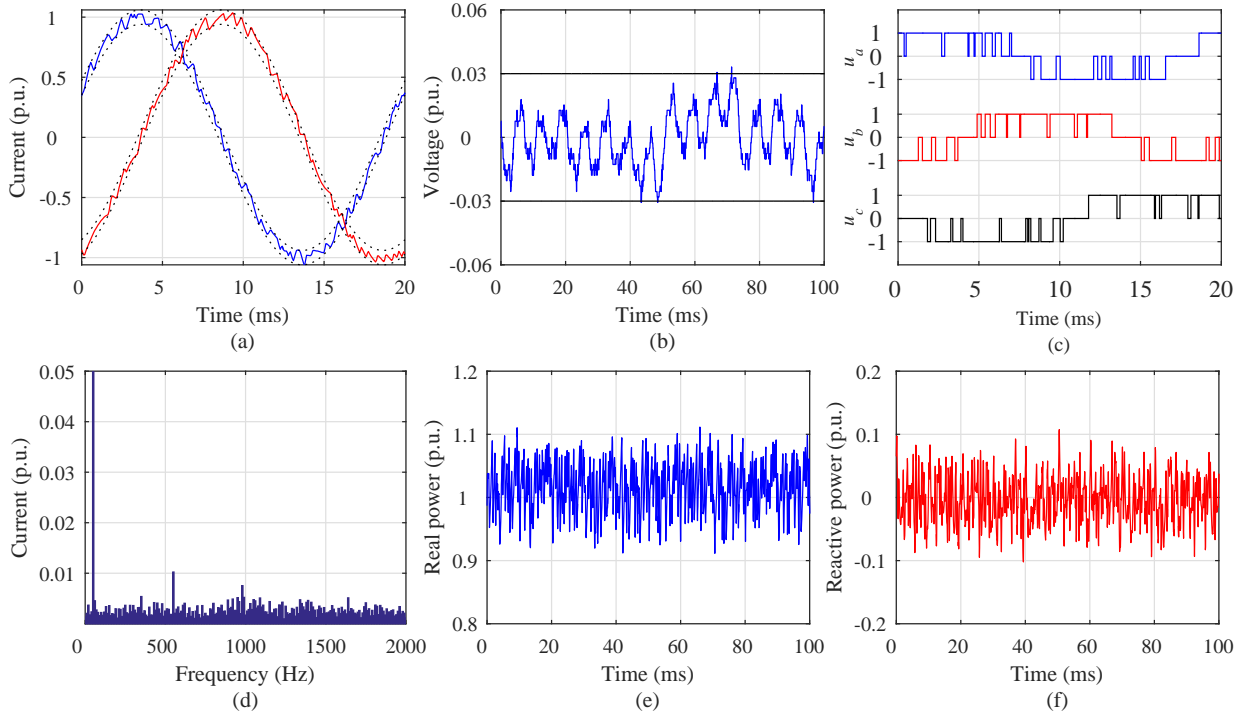 1
0.5
0
-0.5
-1
Current (p.u.)
0 5 10 15 20
Time (ms)
(a)
0.06
0.03
0
-0.03
-0.06
Voltage (p.u.)
0 20 40 60 80 100
Time (ms)
(b)
1
0
-1
u_a
1
0
-1
u_b
1
0
-1
u_c
0 5 10 15 20
Time (ms)
(c)
0.05
0.04
0.03
0.02
0.01
Current (p.u.)
0 500 1000 1500 2000
Frequency (Hz)
(d)
1.2
1.1
1
0.9
0.8
Real power (p.u.)
0 20 40 60 80 100
Time (ms)
(e)
0.2
0.1
0
-0.1
-0.2
Reactive power (p.u.)
0 20 40 60 80 100
Time (ms)
(f)